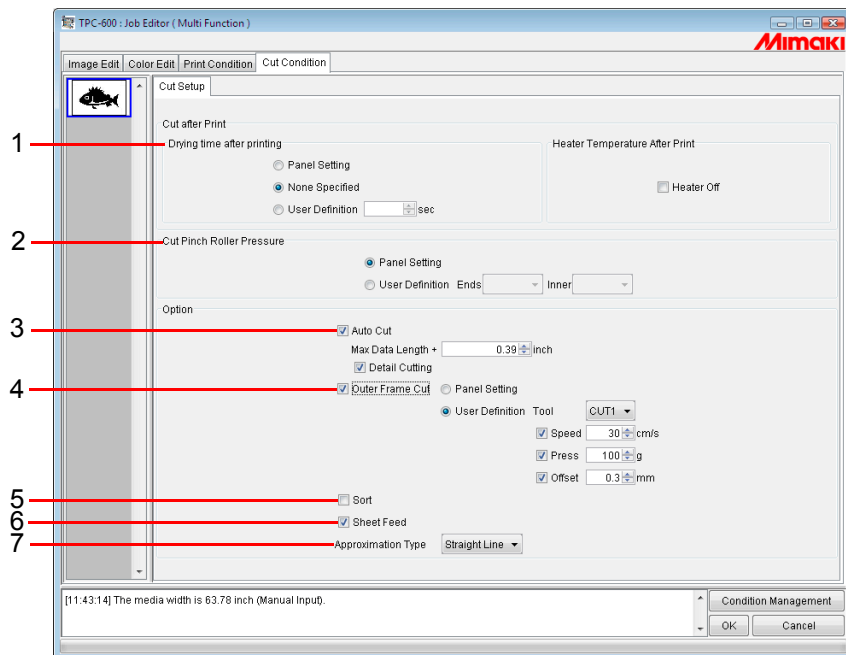 TPC-600 : Job Editor ( Multi Function )
Mimaki
Image Edit Color Edit Print Condition Cut Condition
Cut Setup
Cut after Print
1 Drying time after printing Heater Temperature After Print
Panel Setting
None Specified Heater Off
User Definition sec
2 Cut Pinch Roller Pressure
Panel Setting
User Definition Ends Inner
Option
3 Auto Cut
Max Data Length + 0.39 inch
Detail Cutting
4 Outer Frame Cut Panel Setting
User Definition Tool CUT1
Speed 30 cm/s
Press 100 g
Offset 0.3 mm
5 Sort
6 Sheet Feed
7 Approximation Type Straight Line
[11:43:14] The media width is 63.78 inch (Manual Input). Condition Management
OK Cancel